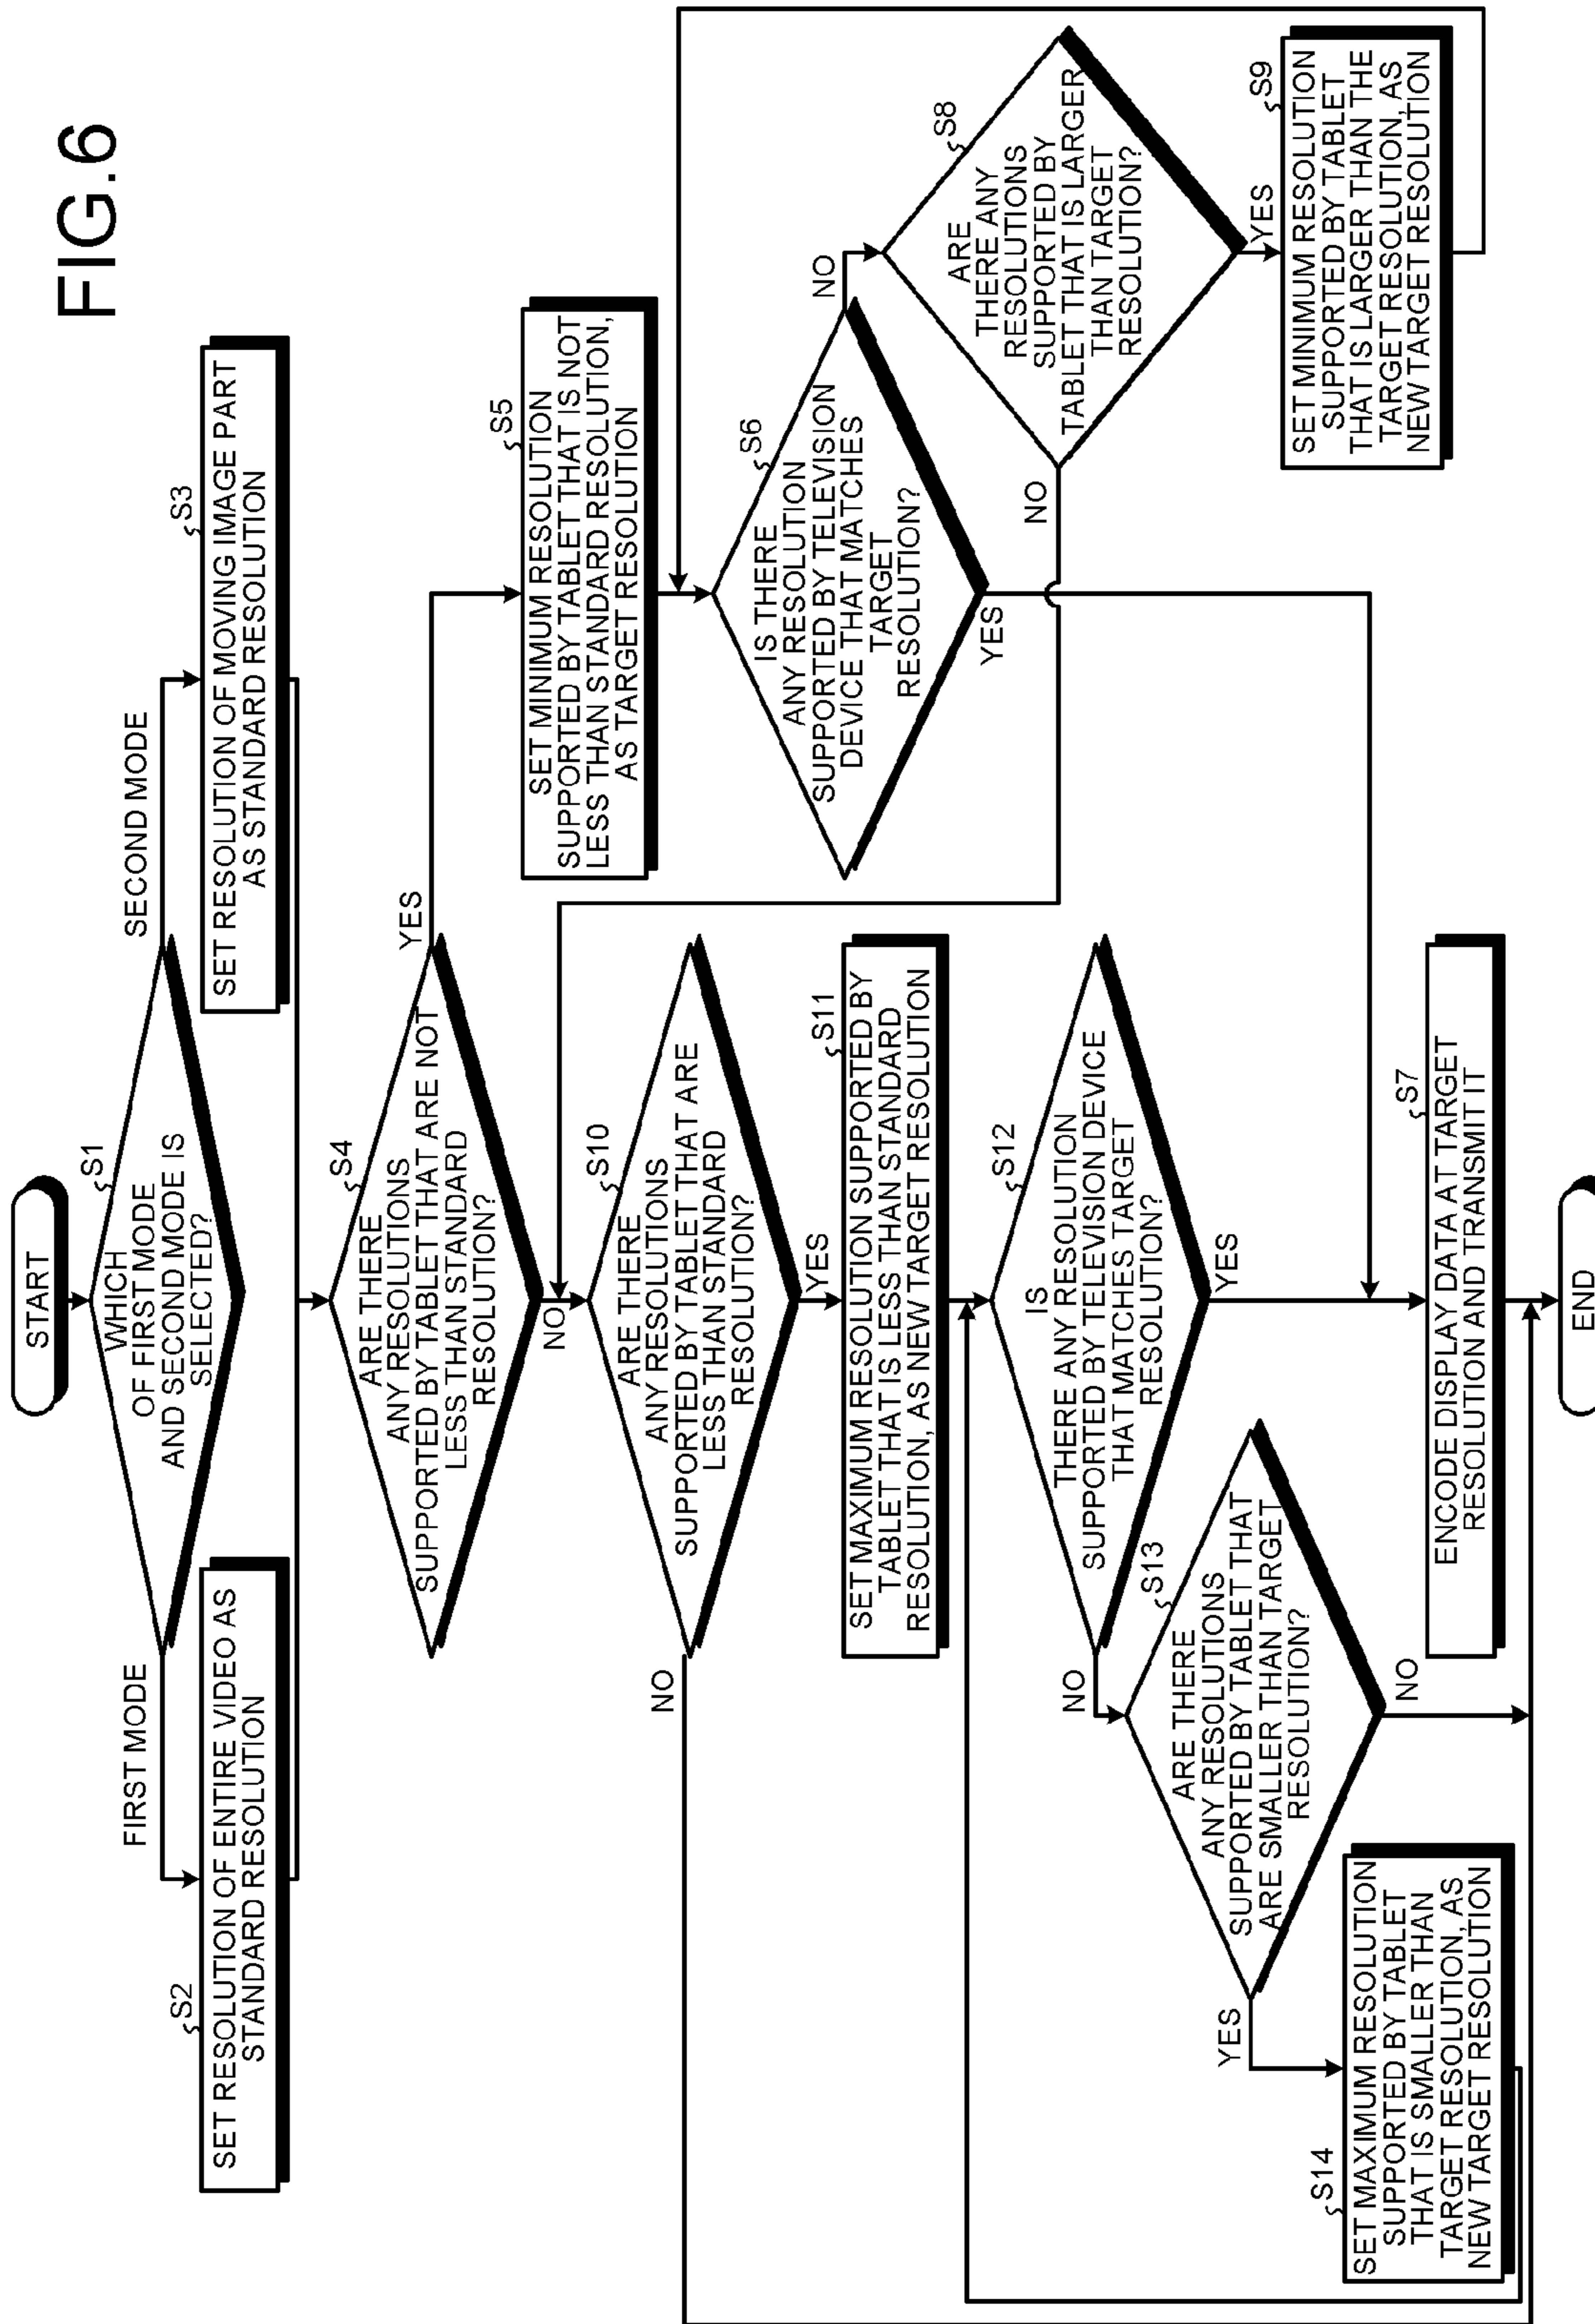 FIG.6
START
S1
WHICH
OF FIRST MODE
AND SECOND MODE IS
SELECTED?
FIRST MODE
SECOND MODE
S2
SET RESOLUTION OF ENTIRE VIDEO AS
STANDARD RESOLUTION
S3
SET RESOLUTION OF MOVING IMAGE PART
AS STANDARD RESOLUTION
S4
ARE THERE
ANY RESOLUTIONS
SUPPORTED BY TABLET THAT ARE NOT
LESS THAN STANDARD
RESOLUTION?
YES
NO
S5
SET MINIMUM RESOLUTION
SUPPORTED BY TABLET THAT IS NOT
LESS THAN STANDARD RESOLUTION,
AS TARGET RESOLUTION
S6
IS THERE
ANY RESOLUTION
SUPPORTED BY TELEVISION
DEVICE THAT MATCHES
TARGET
RESOLUTION?
NO
YES
S8
ARE
THERE ANY
RESOLUTIONS
SUPPORTED BY
TABLET THAT IS LARGER
THAN TARGET
RESOLUTION?
NO
YES
S9
SET MINIMUM RESOLUTION
SUPPORTED BY TABLET
THAT IS LARGER THAN THE
TARGET RESOLUTION, AS
NEW TARGET RESOLUTION
S10
ARE THERE
ANY RESOLUTIONS
SUPPORTED BY TABLET THAT ARE
LESS THAN STANDARD
RESOLUTION?
NO
YES
S11
SET MAXIMUM RESOLUTION SUPPORTED BY
TABLET THAT IS LESS THAN STANDARD
RESOLUTION, AS NEW TARGET RESOLUTION
S12
IS
THERE ANY RESOLUTION
SUPPORTED BY TELEVISION DEVICE
THAT MATCHES TARGET
RESOLUTION?
NO
YES
S13
ARE THERE
ANY RESOLUTIONS
SUPPORTED BY TABLET THAT
ARE SMALLER THAN TARGET
RESOLUTION?
YES
NO
S14
SET MAXIMUM RESOLUTION
SUPPORTED BY TABLET
THAT IS SMALLER THAN
TARGET RESOLUTION, AS
NEW TARGET RESOLUTION
S7
ENCODE DISPLAY DATA AT TARGET
RESOLUTION AND TRANSMIT IT
END